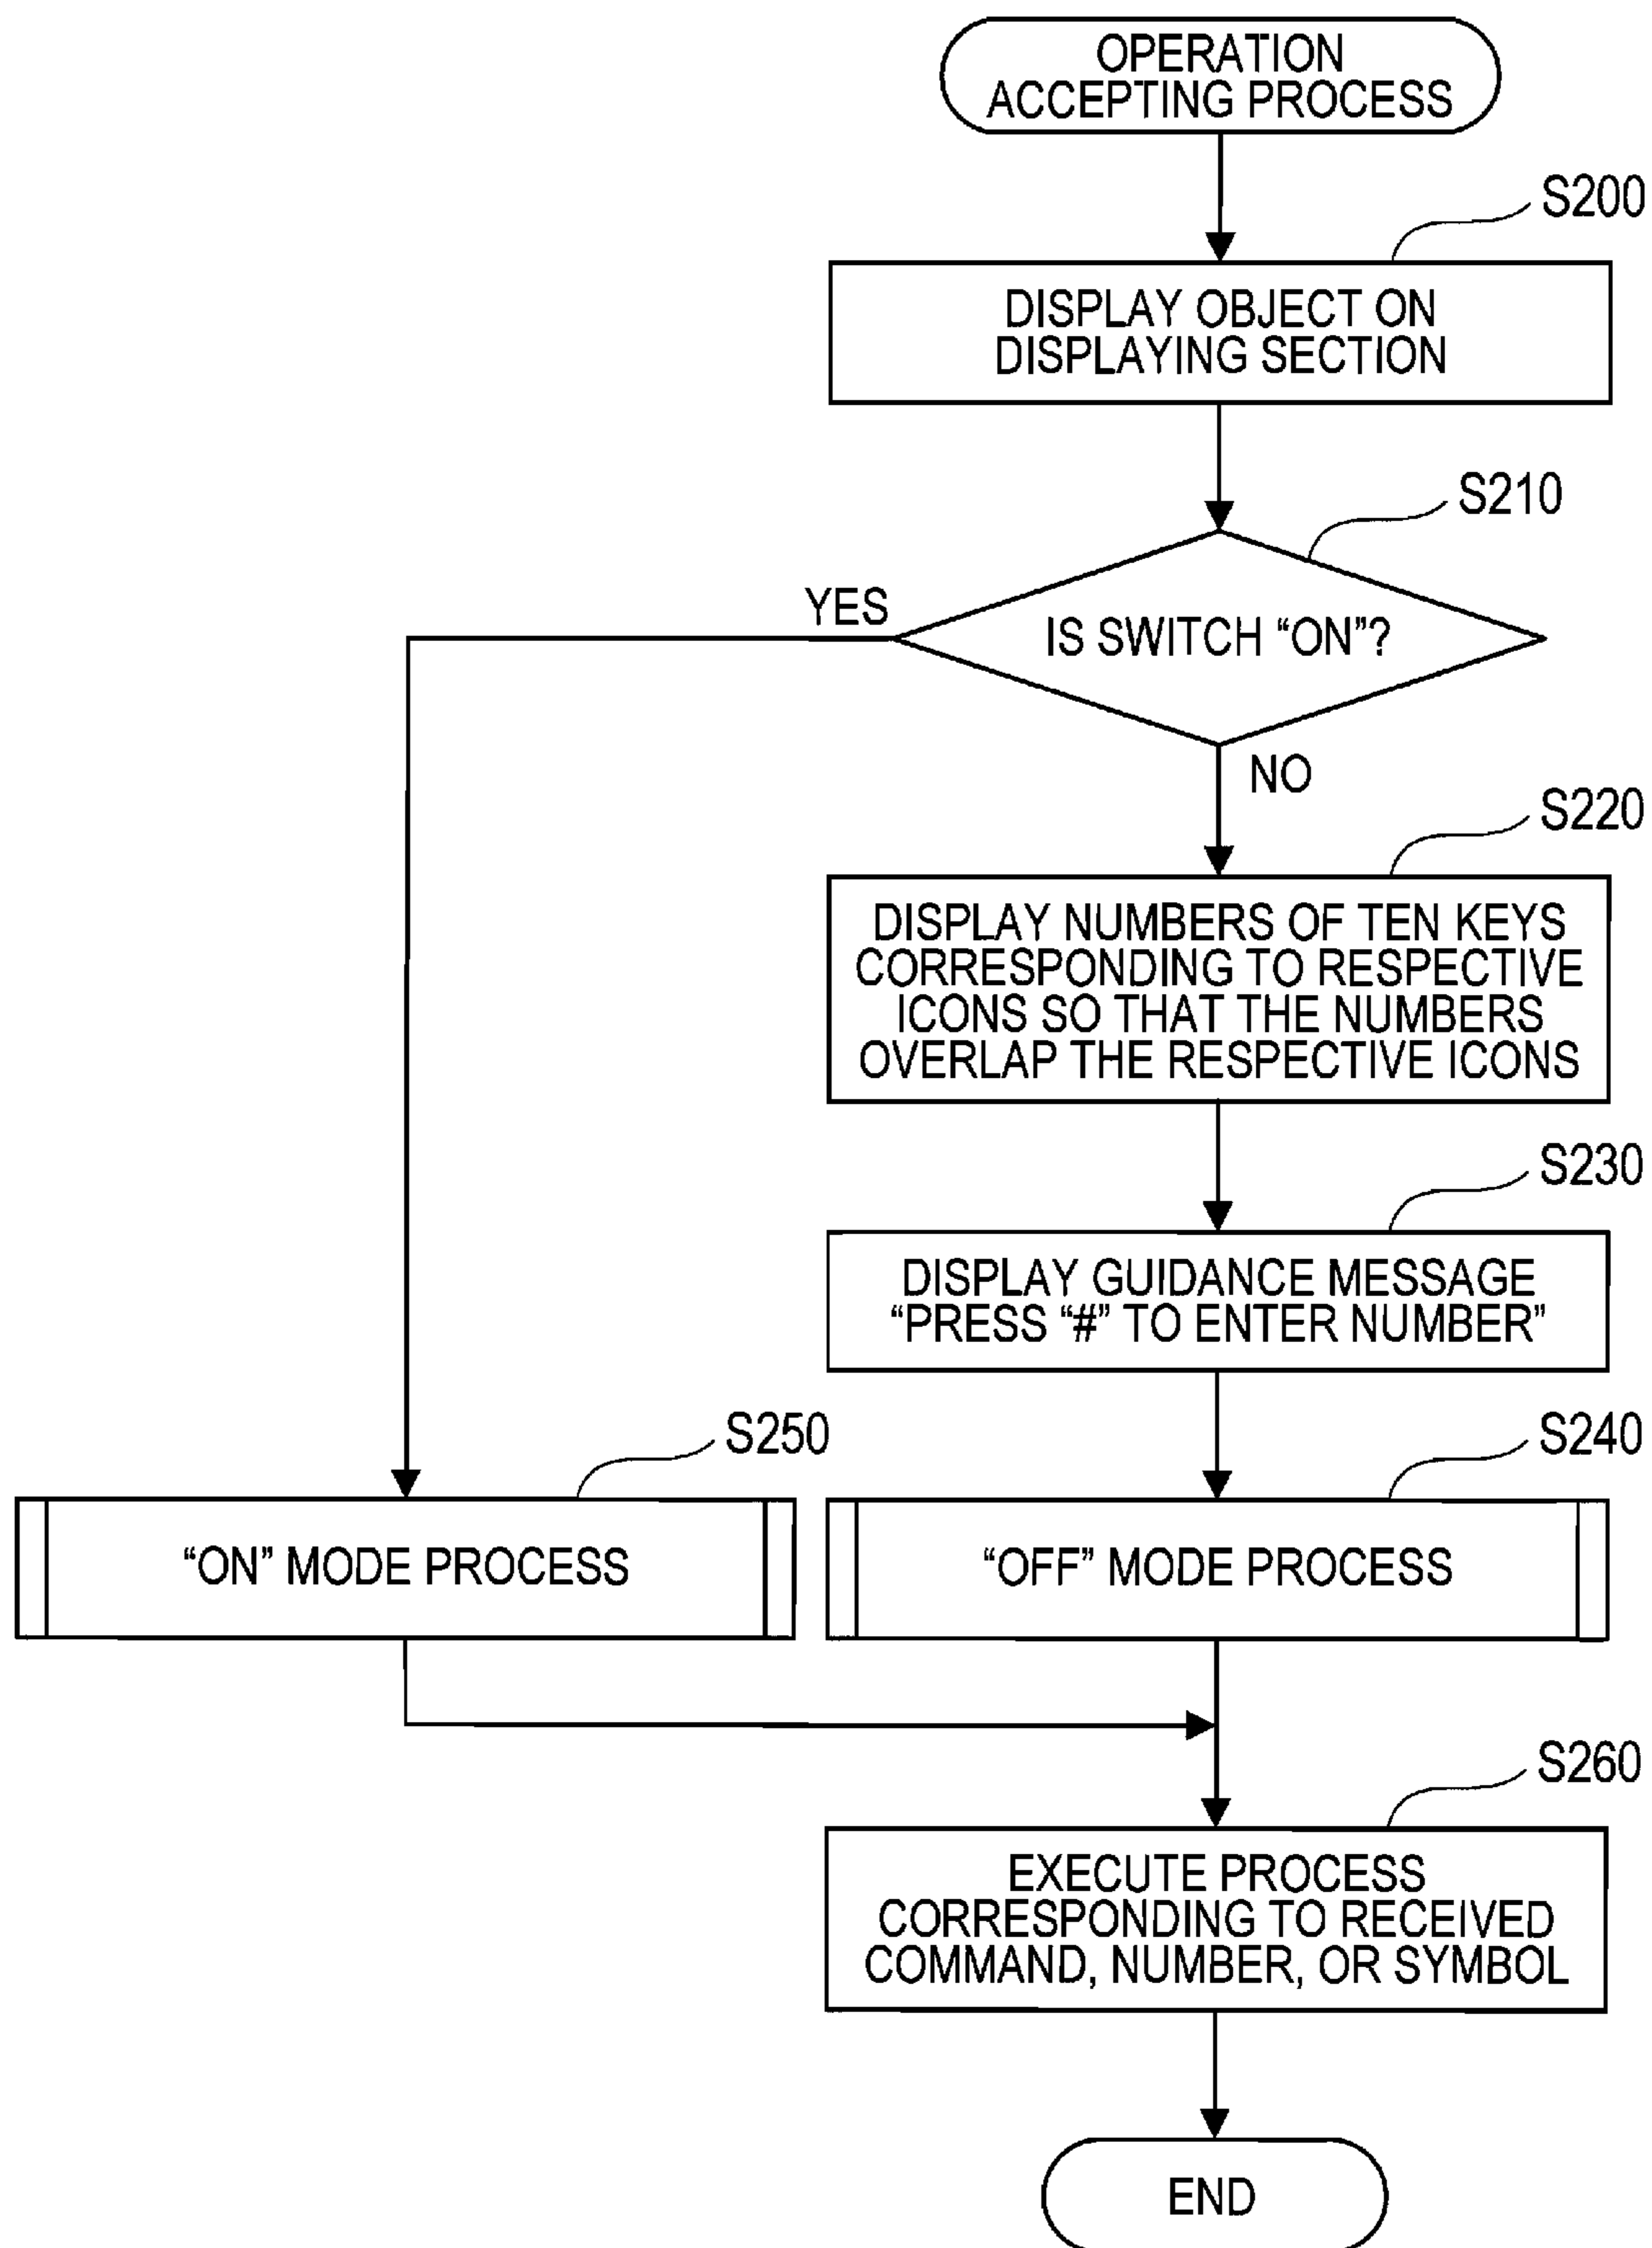 OPERATION
ACCEPTING PROCESS
S200
DISPLAY OBJECT ON
DISPLAYING SECTION
S210
YES
IS SWITCH “ON”?
NO
S220
DISPLAY NUMBERS OF TEN KEYS
CORRESPONDING TO RESPECTIVE
ICONS SO THAT THE NUMBERS
OVERLAP THE RESPECTIVE ICONS
S230
DISPLAY GUIDANCE MESSAGE
“PRESS “#” TO ENTER NUMBER”
S250
S240
“ON” MODE PROCESS
“OFF” MODE PROCESS
S260
EXECUTE PROCESS
CORRESPONDING TO RECEIVED
COMMAND, NUMBER, OR SYMBOL
END